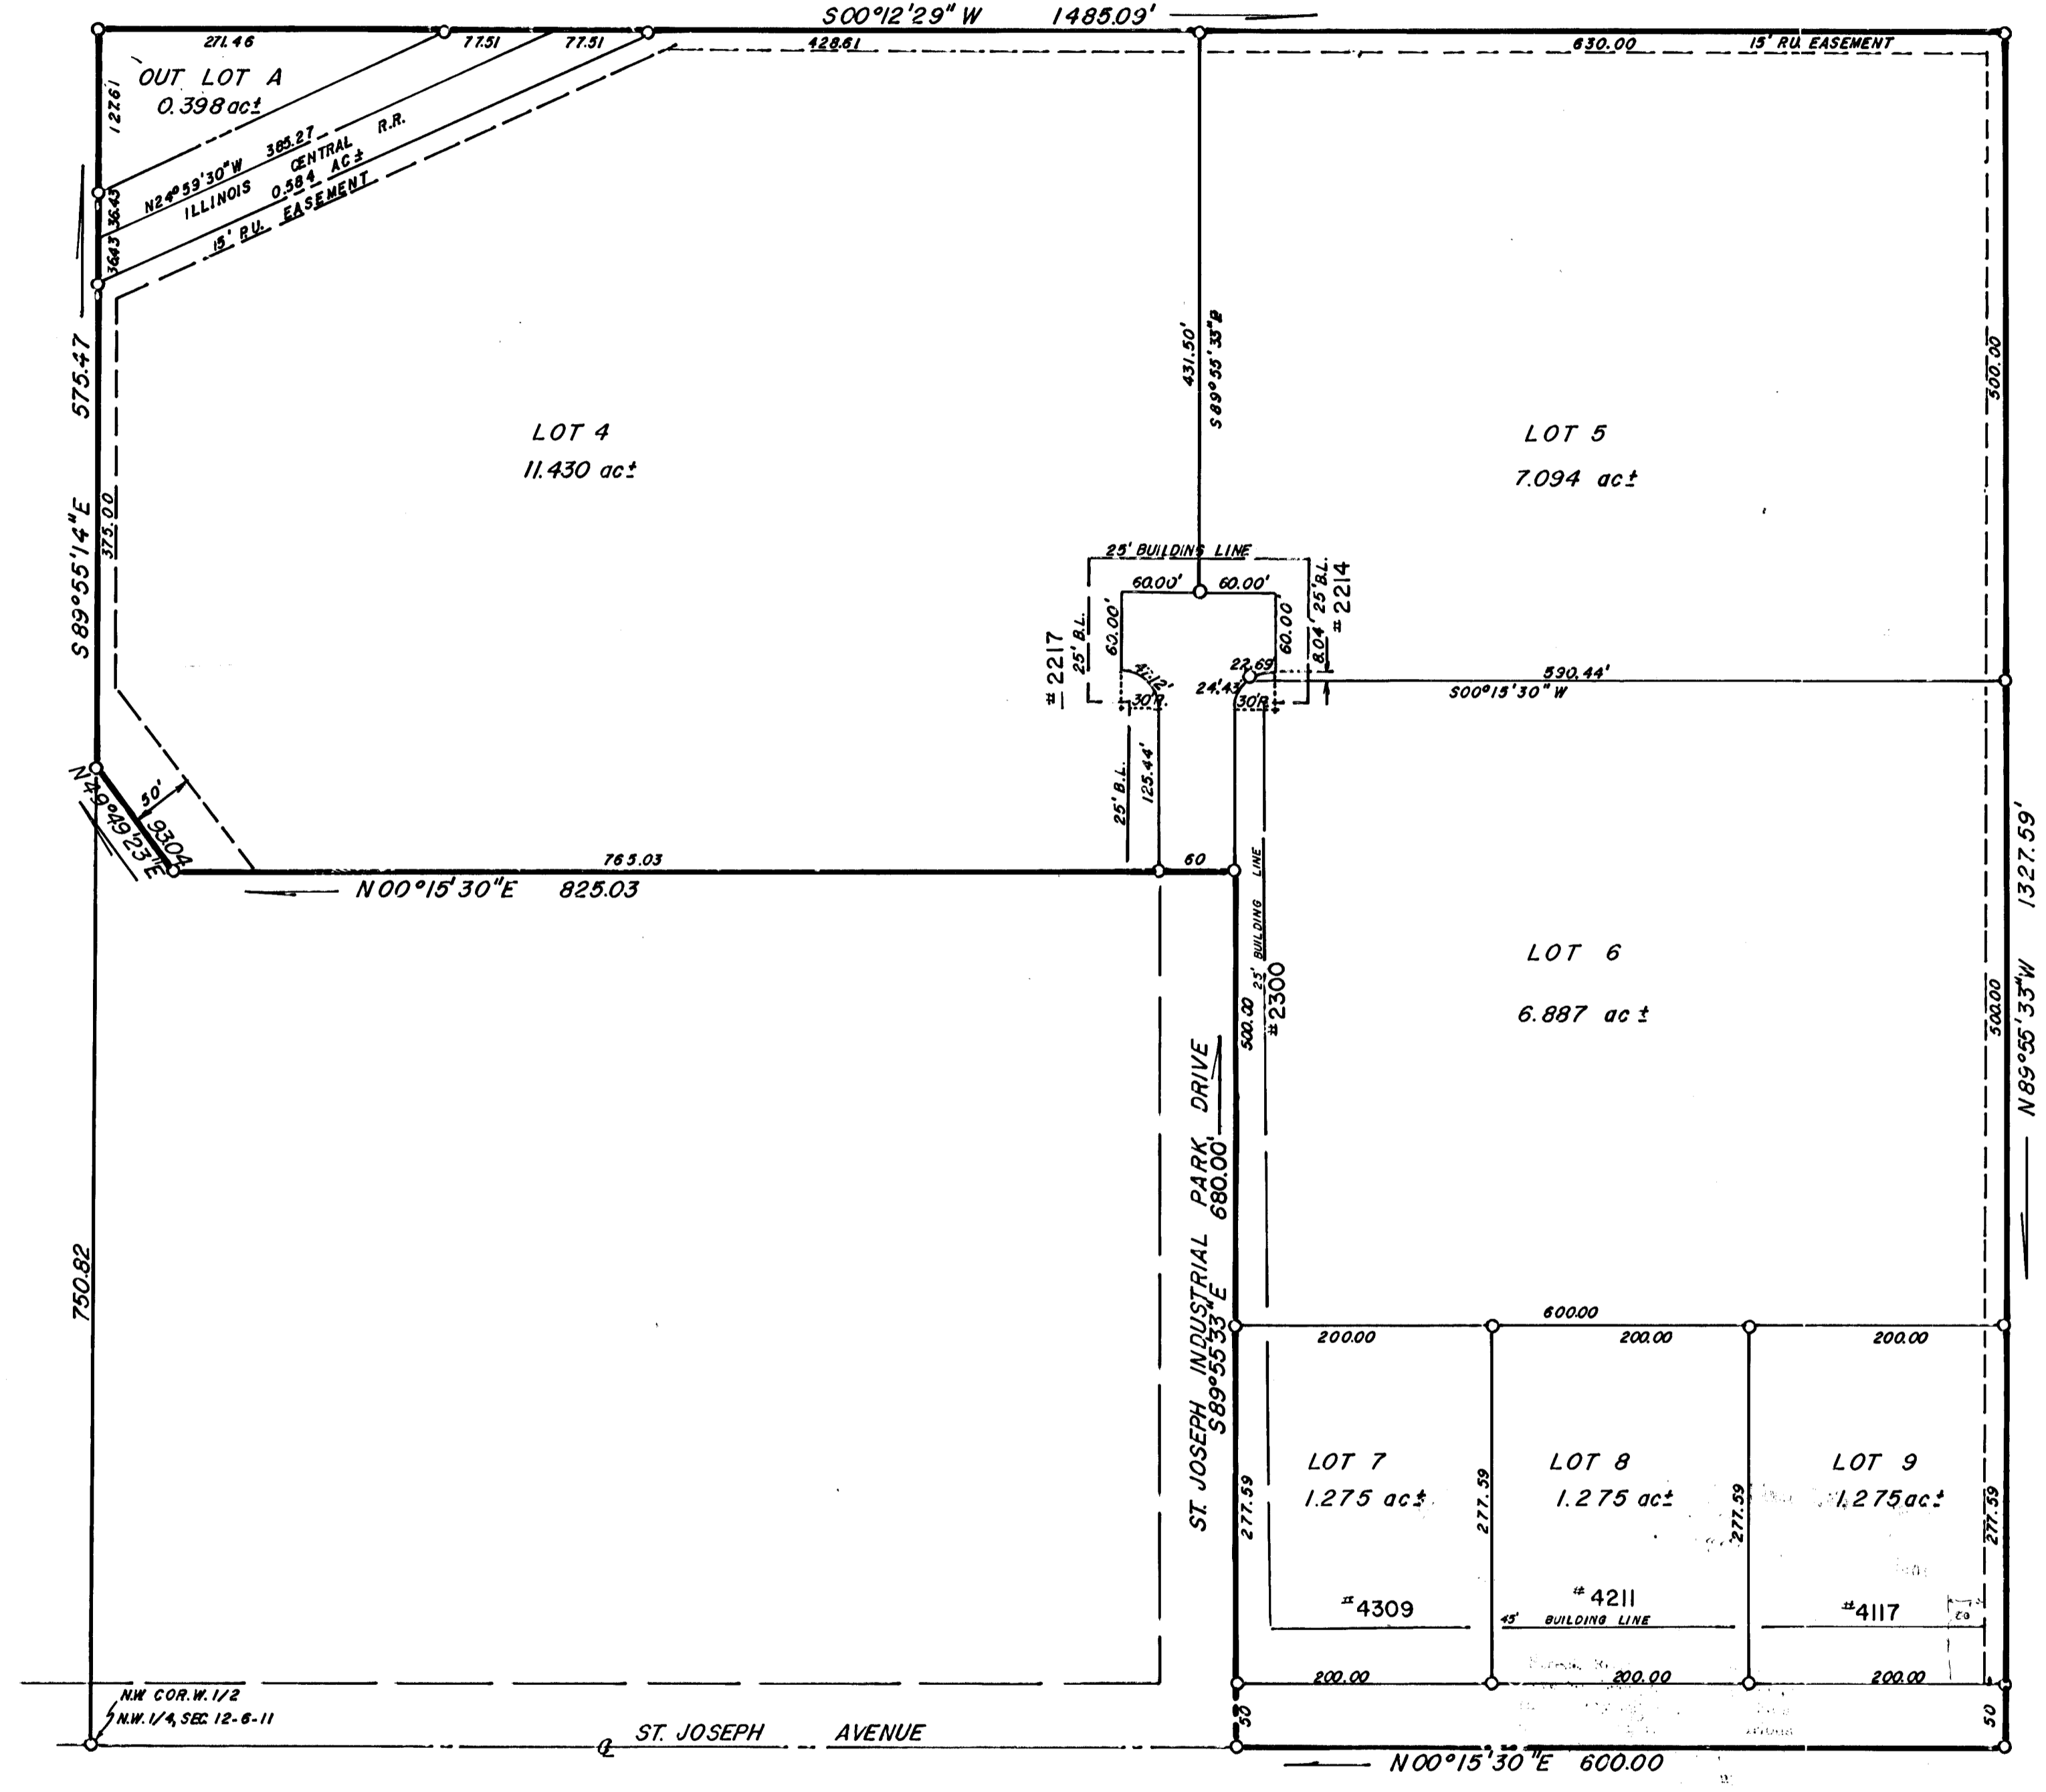 S00°12'29"W 1485.09'
271.46
77.51
77.51
428.61
630.00
15' P.U. EASEMENT
OUT LOT A
0.398 ac±
127.61
36.43
36.43
N24°59'30"W 385.27
ILLINOIS CENTRAL R.R.
0.584 AC±
15' P.U. EASEMENT
S89°55'14"E 575.47
375.00
LOT 4
11.430 ac±
431.50'
LOT 5
7.094 ac±
500.00
25' BUILDING LINE
60.00'
60.00'
60.00'
60.00
25' B.L.
#2217
25' B.L.
#2214
8.04'
47.12'
30'R.
22.69
24.43'
30'R.
590.44'
S00°15'30"W
25' B.L.
125.44'
N49°49'23"E
93.04
50'
765.03
60
N00°15'30"E 825.03
25' BUILDING LINE
#2300
500.00
LOT 6
6.887 ac±
500.00
N89°55'33"W 1327.59'
ST. JOSEPH INDUSTRIAL PARK DRIVE
S89°55'33"E 680.00'
750.82
600.00
200.00
200.00
200.00
LOT 7
1.275 ac±
LOT 8
1.275 ac±
LOT 9
1.275 ac±
277.59
277.59
277.59
277.59
#4309
#4211
#4117
45' BUILDING LINE
200.00
200.00
200.00
50
50
N.W. COR. W. 1/2
N.W. 1/4, SEC. 12-6-11
ST. JOSEPH AVENUE
N00°15'30"E 600.00